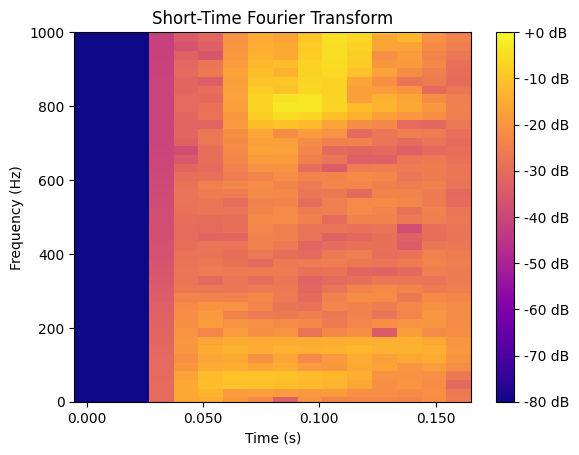 Short-Time Fourier Transform
1000
800
600
400
200
0
Frequency (Hz)
0.000
0.050
0.100
0.150
Time (s)
+0 dB
-10 dB
-20 dB
-30 dB
-40 dB
-50 dB
-60 dB
-70 dB
-80 dB